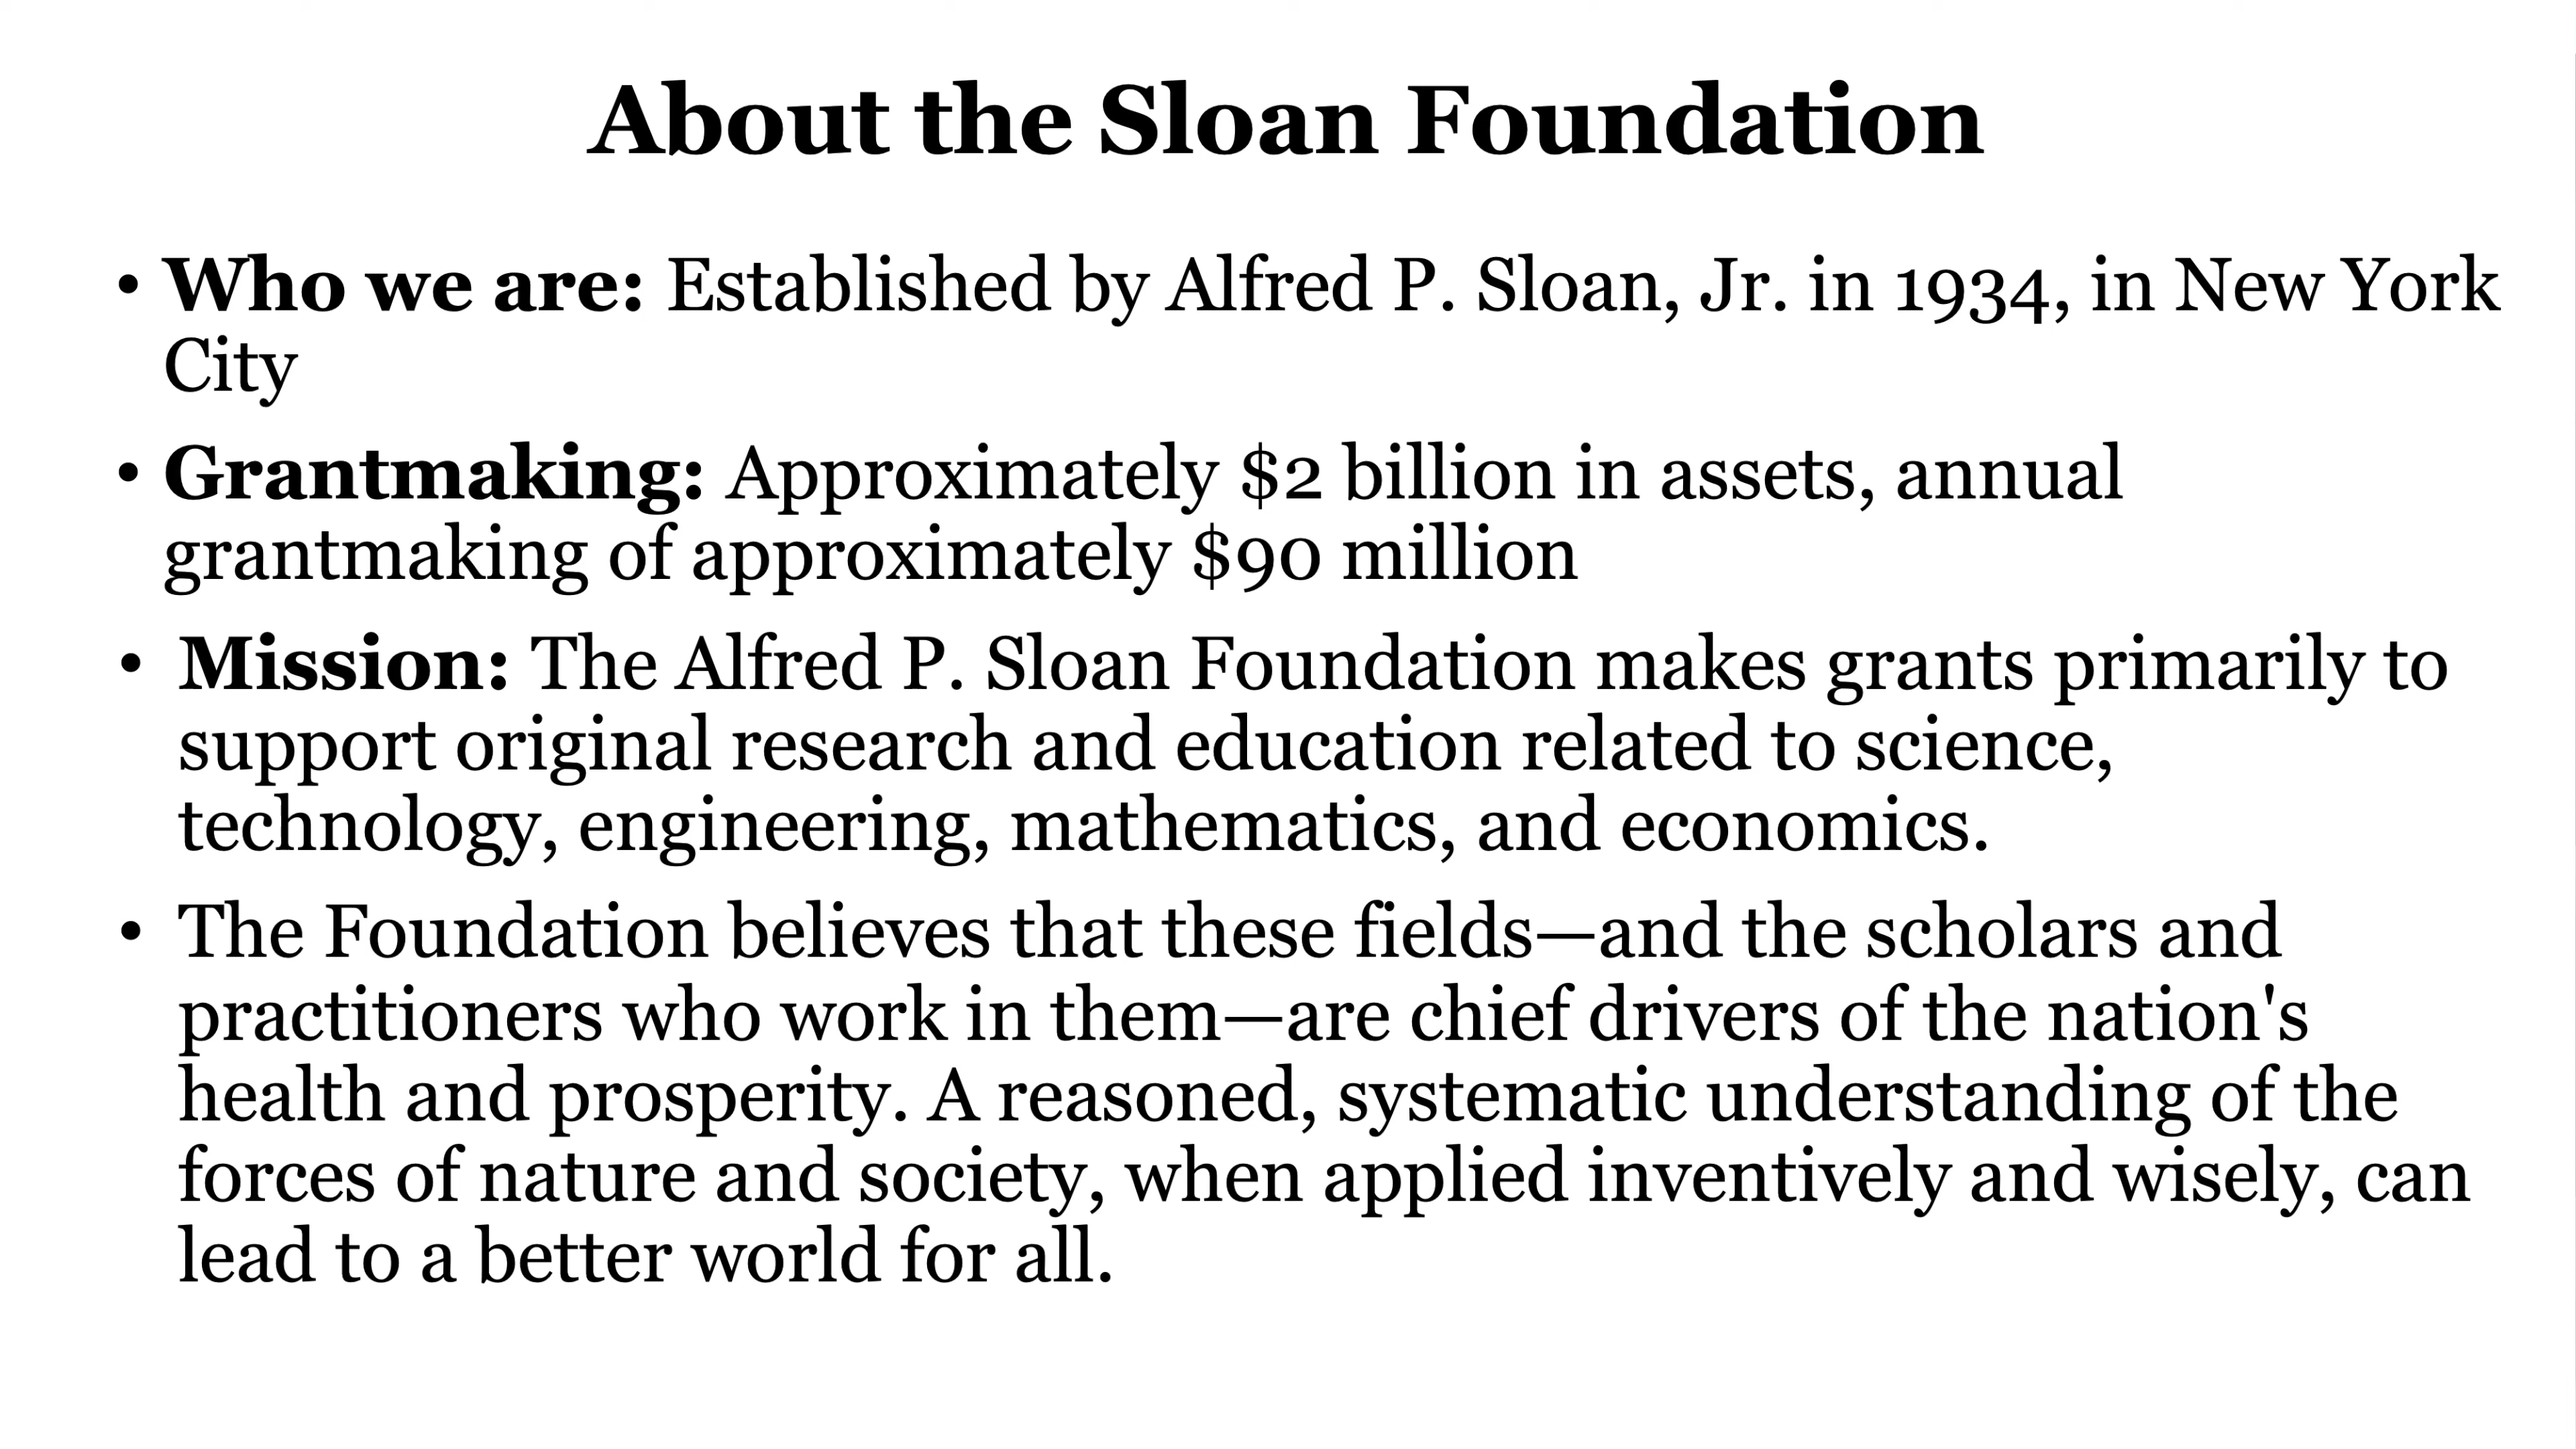 About the Sloan Foundation
• Who we are: Established by Alfred P. Sloan, Jr. in 1934, in New York
City
• Grantmaking: Approximately $2 billion in assets, annual
grantmaking of approximately $90 million
• Mission: The Alfred P. Sloan Foundation makes grants primarily to
support original research and education related to science,
technology, engineering, mathematics, and economics.
• The Foundation believes that these fields—and the scholars and
practitioners who work in them—are chief drivers of the nation's
health and prosperity. A reasoned, systematic understanding of the
forces of nature and society, when applied inventively and wisely, can
lead to a better world for all.